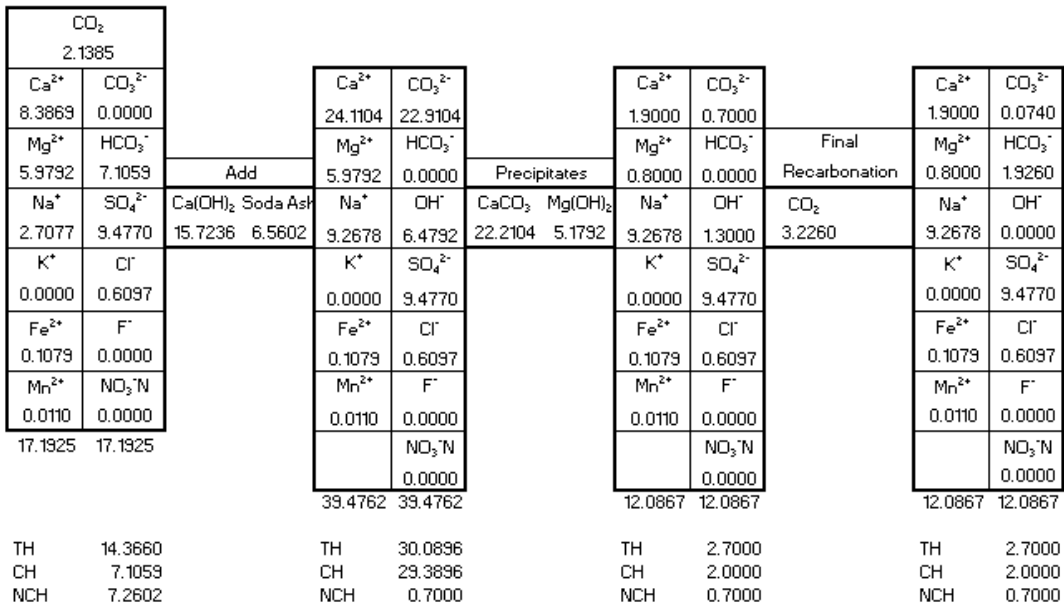 CO₂
2.1385
Ca²⁺ CO₃²⁻ Ca²⁺ CO₃²⁻ Ca²⁺ CO₃²⁻ Ca²⁺ CO₃²⁻
8.3869 0.0000 24.1104 22.9104 1.9000 0.7000 1.9000 0.0740
Mg²⁺ HCO₃⁻ Mg²⁺ HCO₃⁻ Mg²⁺ HCO₃⁻ Final Mg²⁺ HCO₃⁻
5.9792 7.1059 Add 5.9792 0.0000 Precipitates 0.8000 0.0000 Recarbonation 0.8000 1.9260
Na⁺ SO₄²⁻ Ca(OH)₂ Soda Ash Na⁺ OH⁻ CaCO₃ Mg(OH)₂ Na⁺ OH⁻ CO₂ Na⁺ OH⁻
2.7077 9.4770 15.7236 6.5602 9.2678 6.4792 22.2104 5.1792 9.2678 1.3000 3.2260 9.2678 0.0000
K⁺ Cl⁻ K⁺ SO₄²⁻ K⁺ SO₄²⁻ K⁺ SO₄²⁻
0.0000 0.6097 0.0000 9.4770 0.0000 9.4770 0.0000 9.4770
Fe²⁺ F⁻ Fe²⁺ Cl⁻ Fe²⁺ Cl⁻ Fe²⁺ Cl⁻
0.1079 0.0000 0.1079 0.6097 0.1079 0.6097 0.1079 0.6097
Mn²⁺ NO₃⁻N Mn²⁺ F⁻ Mn²⁺ F⁻ Mn²⁺ F⁻
0.0110 0.0000 0.0110 0.0000 0.0110 0.0000 0.0110 0.0000
17.1925 17.1925 NO₃⁻N NO₃⁻N NO₃⁻N
0.0000 0.0000 0.0000
39.4762 39.4762 12.0867 12.0867 12.0867 12.0867
TH 14.3660 TH 30.0896 TH 2.7000 TH 2.7000
CH 7.1059 CH 29.3896 CH 2.0000 CH 2.0000
NCH 7.2602 NCH 0.7000 NCH 0.7000 NCH 0.7000